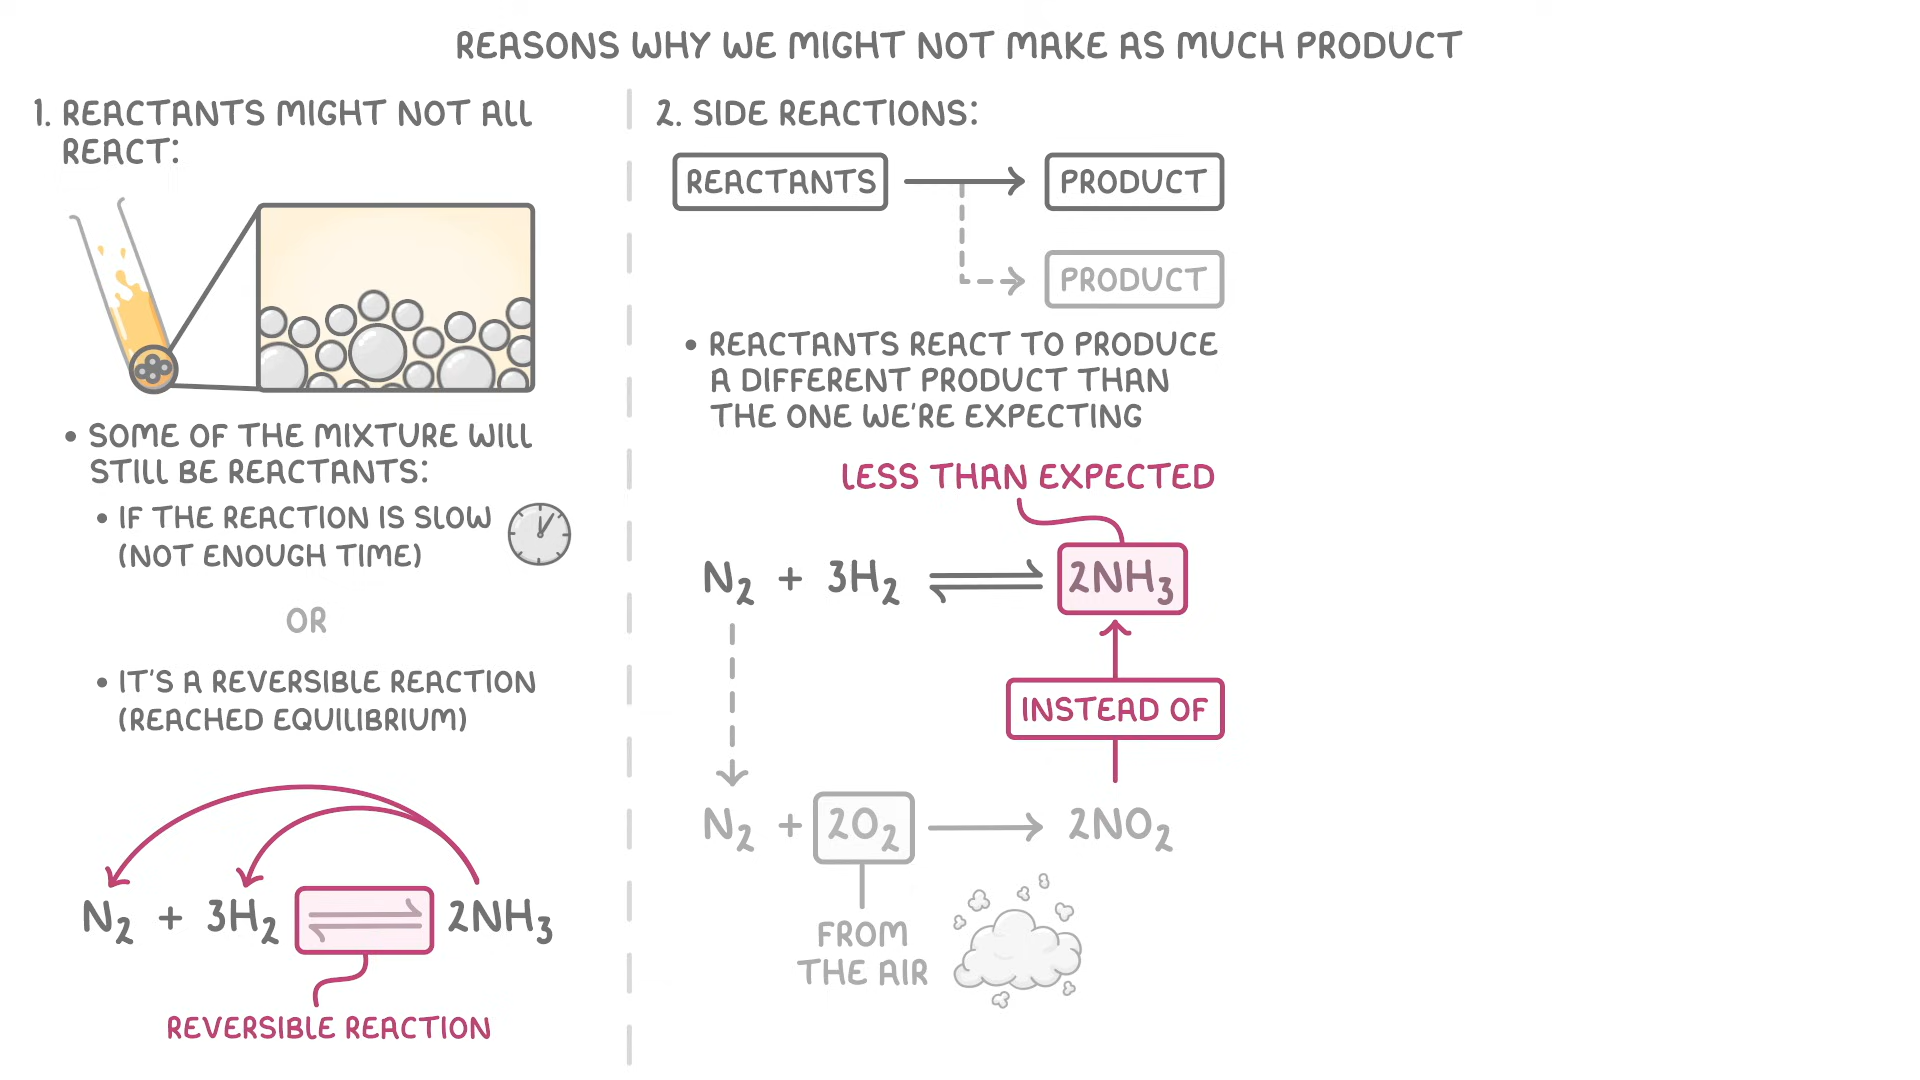 REASONS WHY WE MIGHT NOT MAKE AS MUCH PRODUCT
1. REACTANTS MIGHT NOT ALL
REACT:
• SOME OF THE MIXTURE WILL
STILL BE REACTANTS:
• IF THE REACTION IS SLOW
(NOT ENOUGH TIME)
OR
• IT'S A REVERSIBLE REACTION
(REACHED EQUILIBRIUM)
N₂ + 3H₂ ⇌ 2NH₃
REVERSIBLE REACTION
2. SIDE REACTIONS:
REACTANTS → PRODUCT
PRODUCT
• REACTANTS REACT TO PRODUCE
A DIFFERENT PRODUCT THAN
THE ONE WE'RE EXPECTING
LESS THAN EXPECTED
N₂ + 3H₂ ⇌ 2NH₃
INSTEAD OF
N₂ + 2O₂ → 2NO₂
FROM
THE AIR